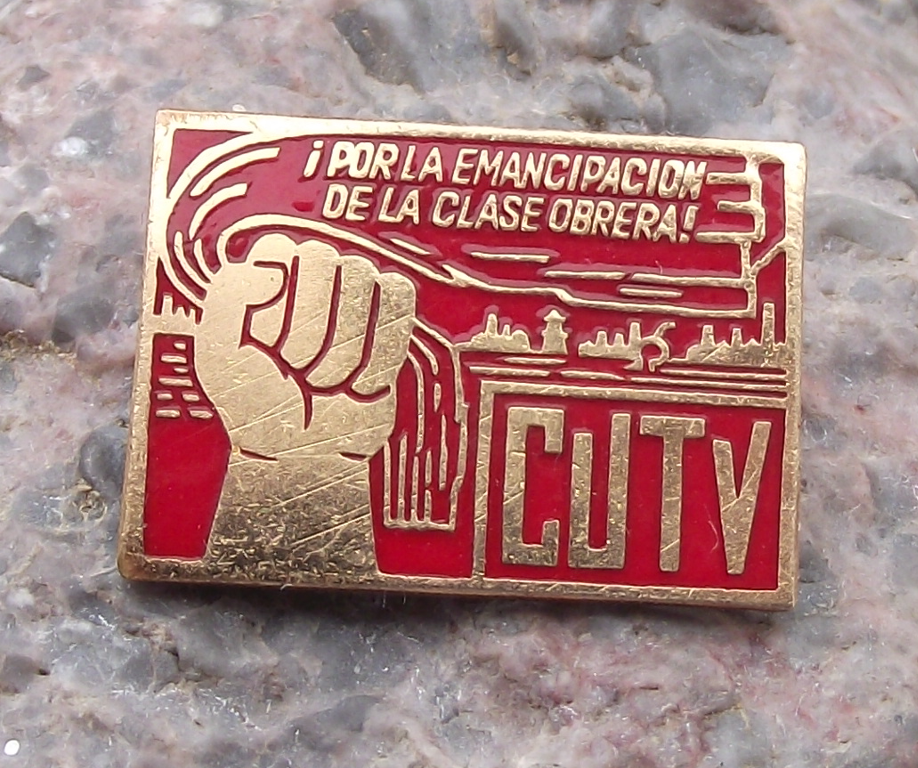 ¡POR LA EMANCIPACION
DE LA CLASE OBRERA!
CUTV